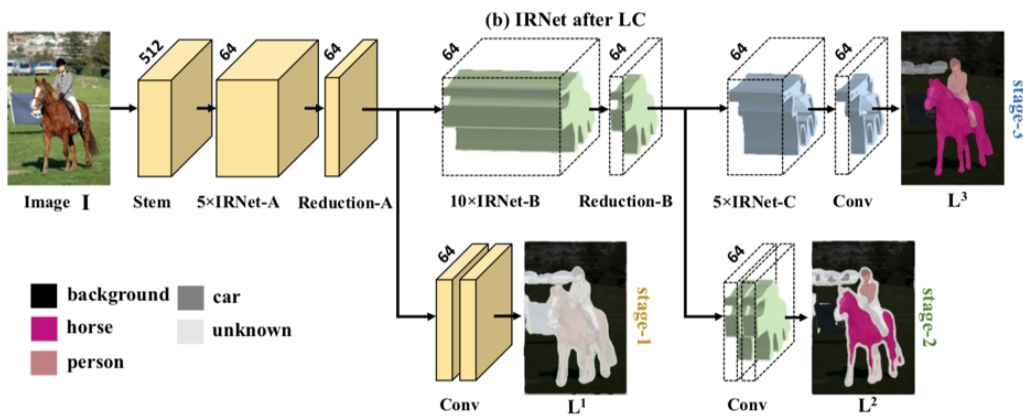 (b) IRNet after LC
512
64
64
64
64
64
64
stage-3
Image I
Stem
5×IRNet-A
Reduction-A
10×IRNet-B
Reduction-B
5×IRNet-C
Conv
L³
64
64
stage-1
stage-2
background
car
horse
unknown
person
Conv
L¹
Conv
L²